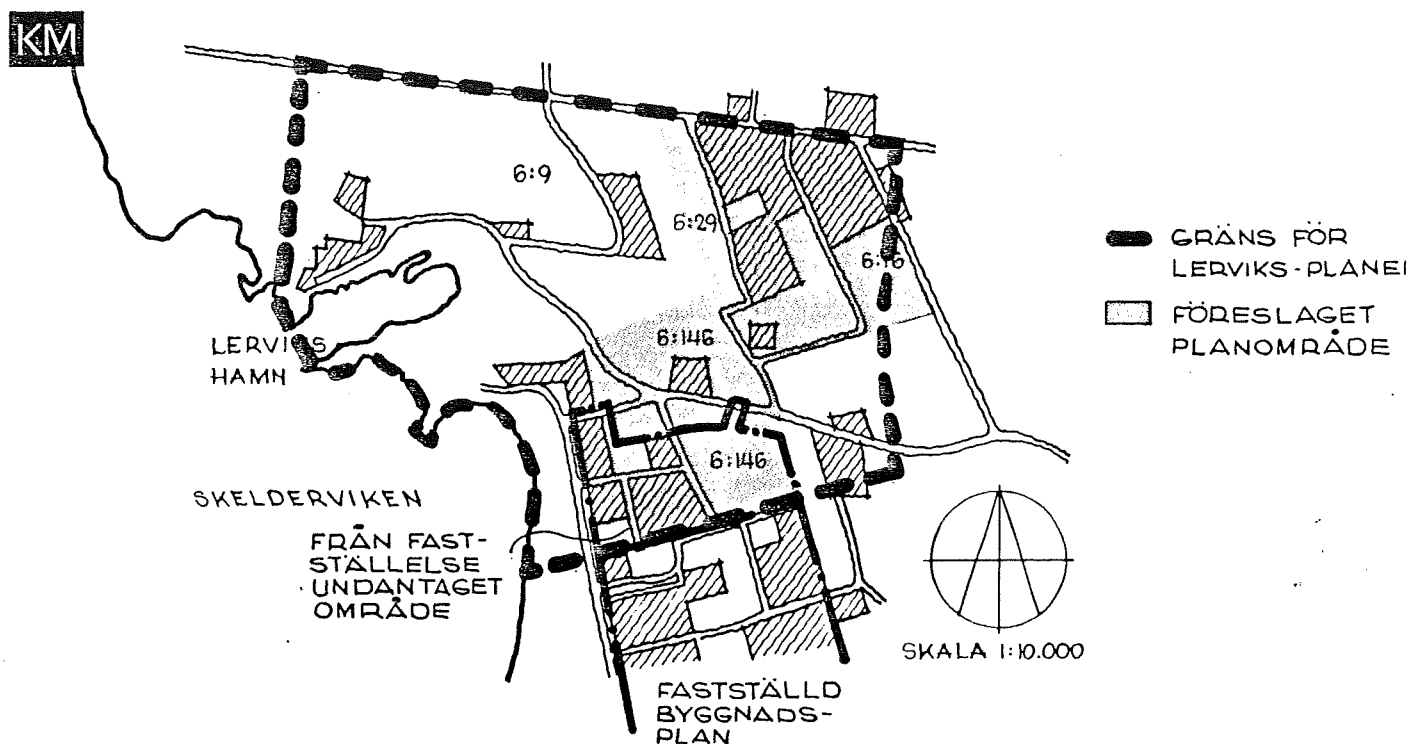 KM
6:9
6:29
6:16
GRÄNS FÖR
LERVIKS-PLANEN
FÖRESLAGET
PLANOMRÅDE
LERVIKS
HAMN
6:146
6:146
SKELDERVIKEN
FRÅN FAST-
STÄLLELSE
UNDANTAGET
OMRÅDE
SKALA 1:10.000
FASTSTÄLLD
BYGGNADS-
PLAN